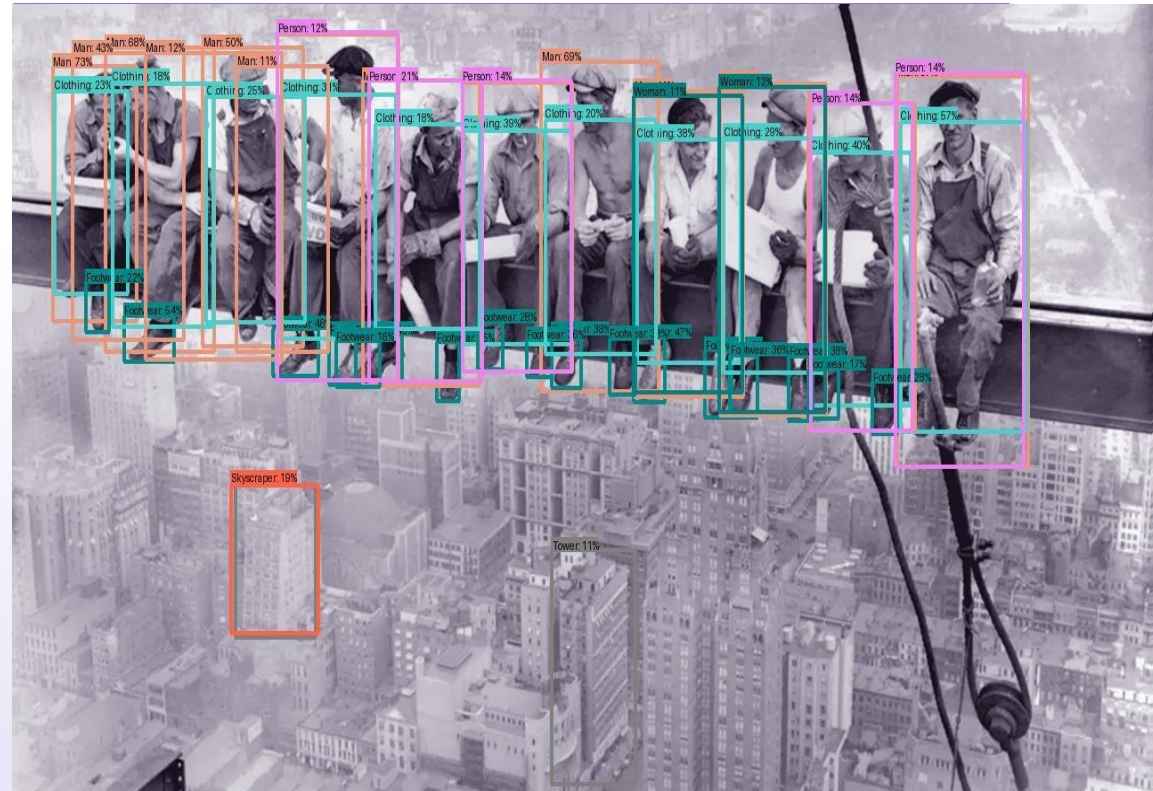 Person: 12%
Man: 43%
Man: 68%
Man: 12%
Man: 50%
Man: 73%
Man: 11%
Man: 69%
Person: 21%
Person: 14%
Woman: 12%
Person: 14%
Clothing: 23%
Clothing: 18%
Clothing: 25%
Woman: 11%
Person: 14%
Clothing: 18%
Clothing: 39%
Clothing: 20%
Clothing: 38%
Clothing: 29%
Clothing: 40%
Clothing: 57%
Footwear: 22%
Footwear: 54%
Footwear: 28%
Footwear: 16%
Footwear: 36%
Footwear: 38%
Footwear: 17%
Footwear: 28%
Skyscraper: 19%
Tower: 11%